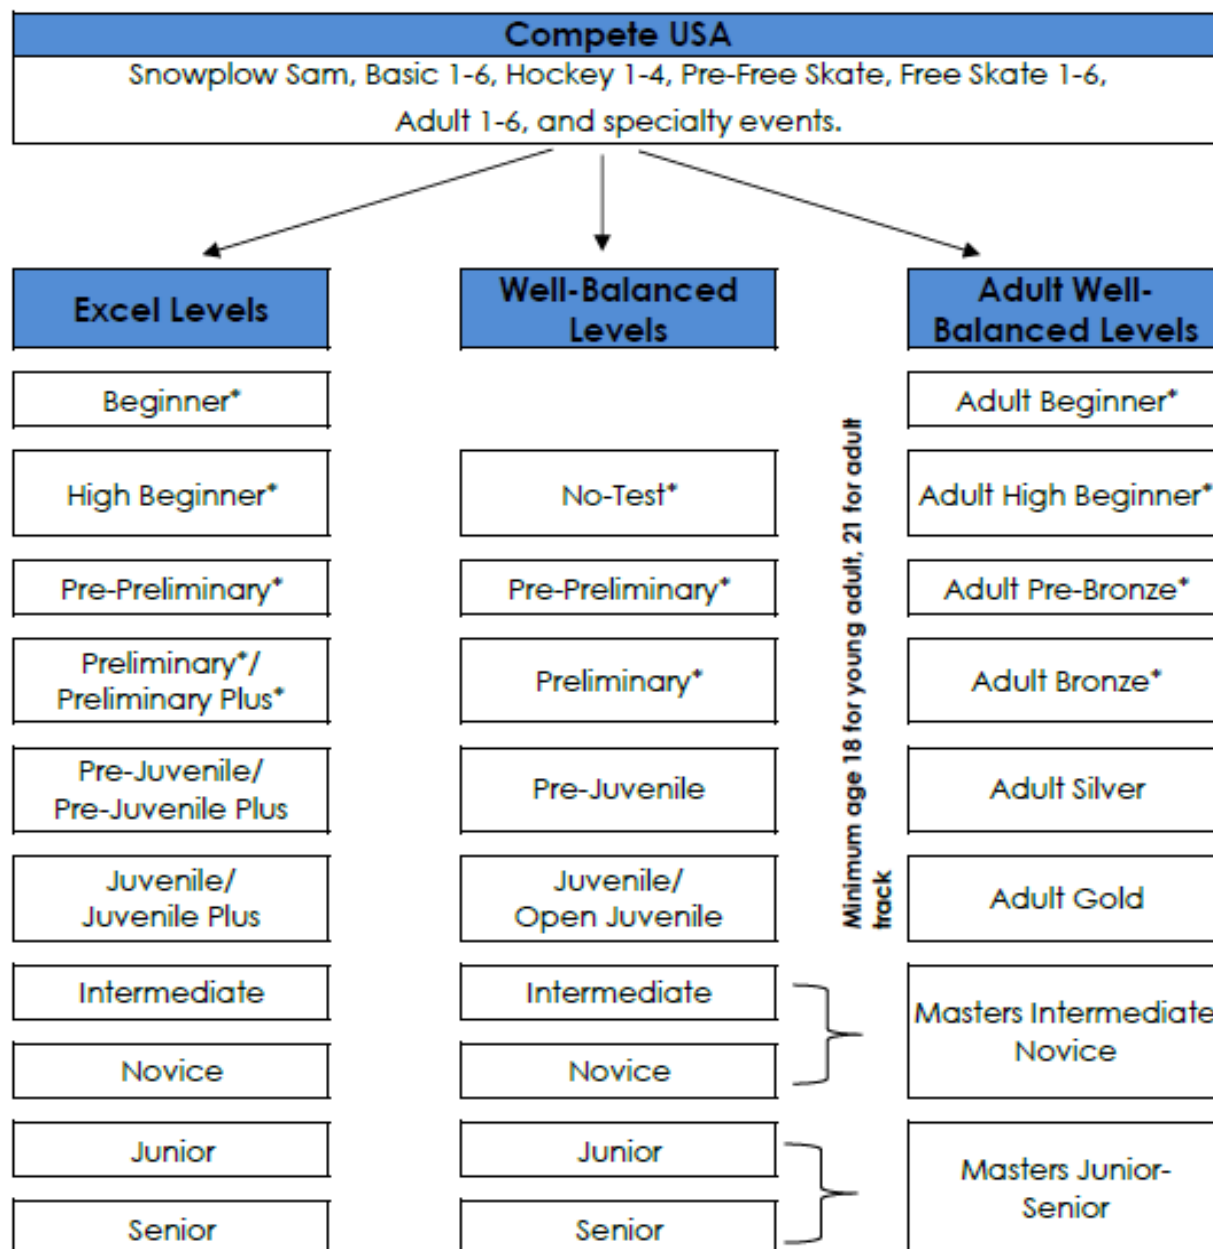 Compete USA
Snowplow Sam, Basic 1-6, Hockey 1-4, Pre-Free Skate, Free Skate 1-6,
Adult 1-6, and specialty events.
Excel Levels
Beginner*
High Beginner*
Pre-Preliminary*
Preliminary*/
Preliminary Plus*
Pre-Juvenile/
Pre-Juvenile Plus
Juvenile/
Juvenile Plus
Intermediate
Novice
Junior
Senior
Well-Balanced
Levels
No-Test*
Pre-Preliminary*
Preliminary*
Pre-Juvenile
Juvenile/
Open Juvenile
Intermediate
Novice
Junior
Senior
Minimum age 18 for young adult, 21 for adult
track
Adult Well-
Balanced Levels
Adult Beginner*
Adult High Beginner*
Adult Pre-Bronze*
Adult Bronze*
Adult Silver
Adult Gold
Masters Intermediate
Novice
Masters Junior-
Senior